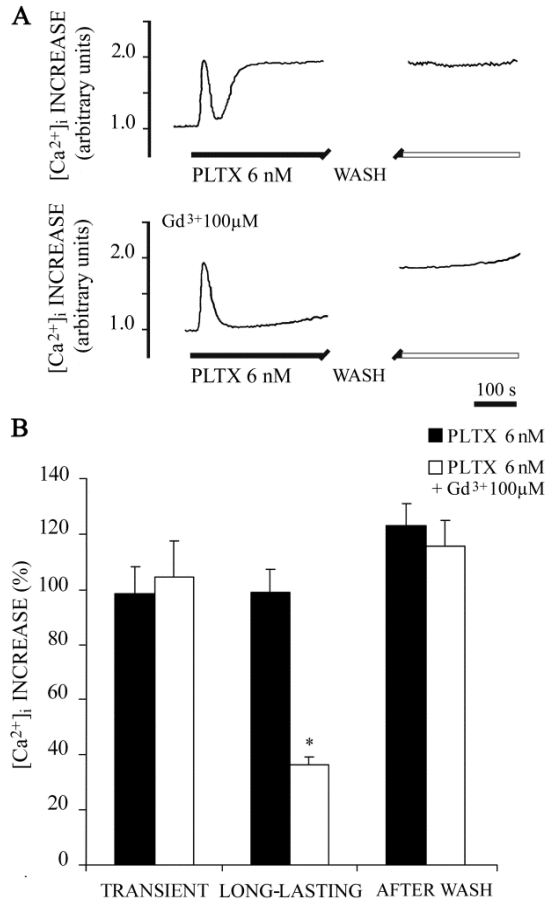 A
[Ca²⁺]ᵢ INCREASE
(arbitrary units)
2.0
1.0
PLTX 6 nM
WASH
Gd³⁺100µM
[Ca²⁺]ᵢ INCREASE
(arbitrary units)
2.0
1.0
PLTX 6 nM
WASH
100 s
B
PLTX 6 nM
PLTX 6 nM
+ Gd³⁺100µM
[Ca²⁺]ᵢ INCREASE (%)
140
120
100
80
60
40
20
0
*
TRANSIENT
LONG-LASTING
AFTER WASH